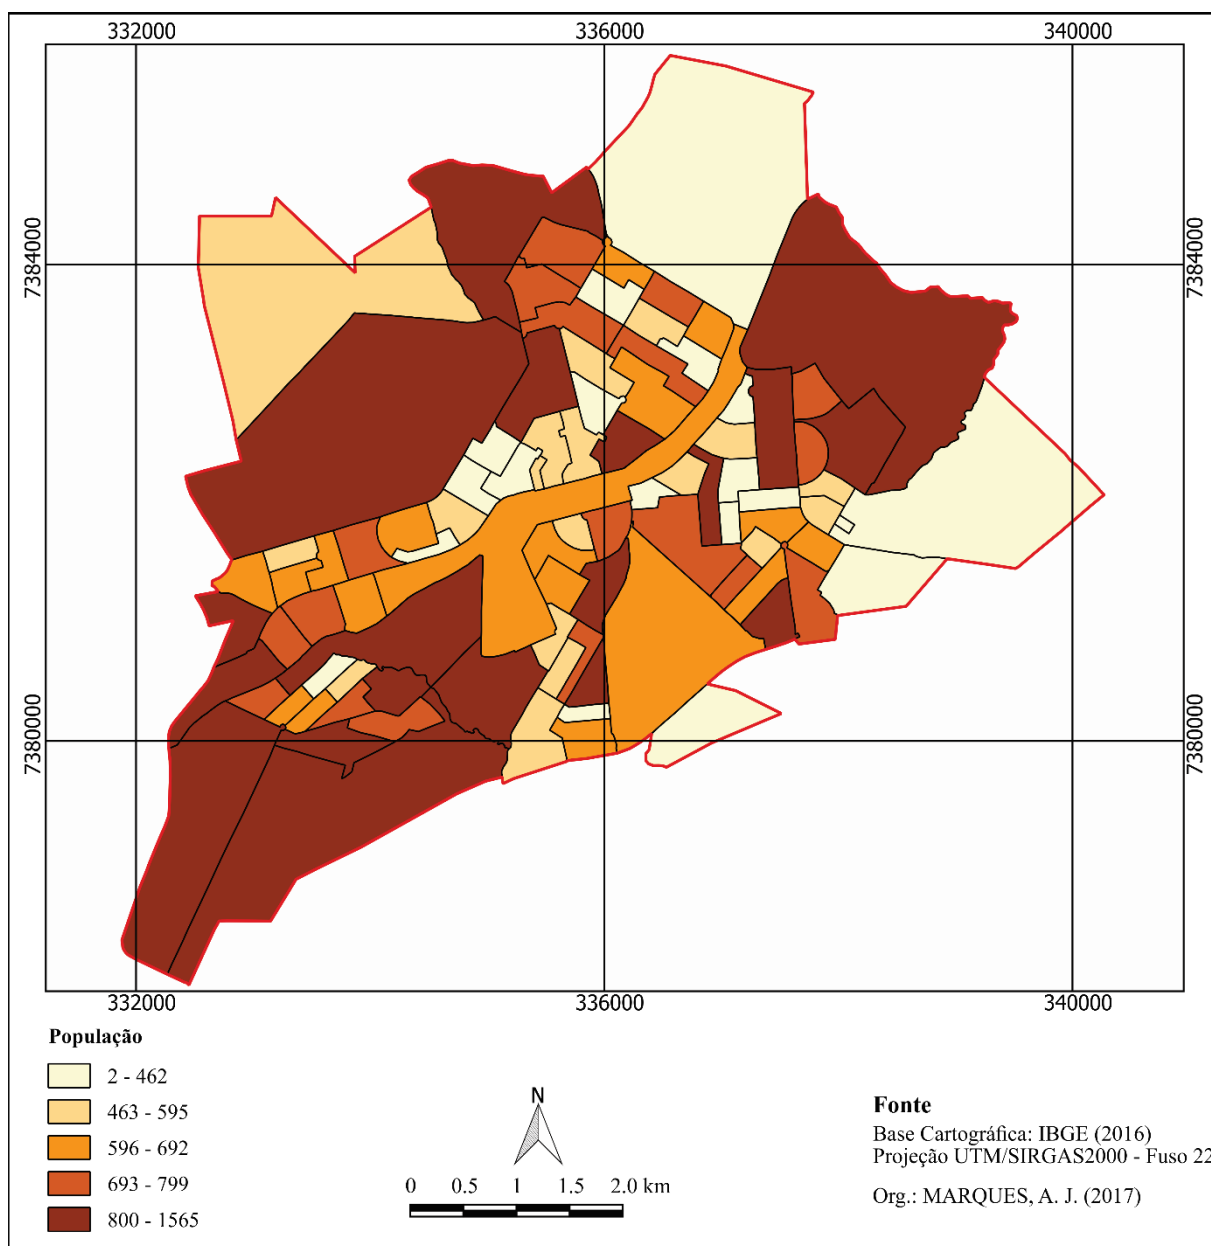 332000 336000 340000
7384000 7384000
7380000 7380000
332000 336000 340000
População
2 - 462
463 - 595
596 - 692
693 - 799
800 - 1565
N
0 0.5 1 1.5 2.0 km
Fonte
Base Cartográfica: IBGE (2016)
Projeção UTM/SIRGAS2000 - Fuso 22
Org.: MARQUES, A. J. (2017)